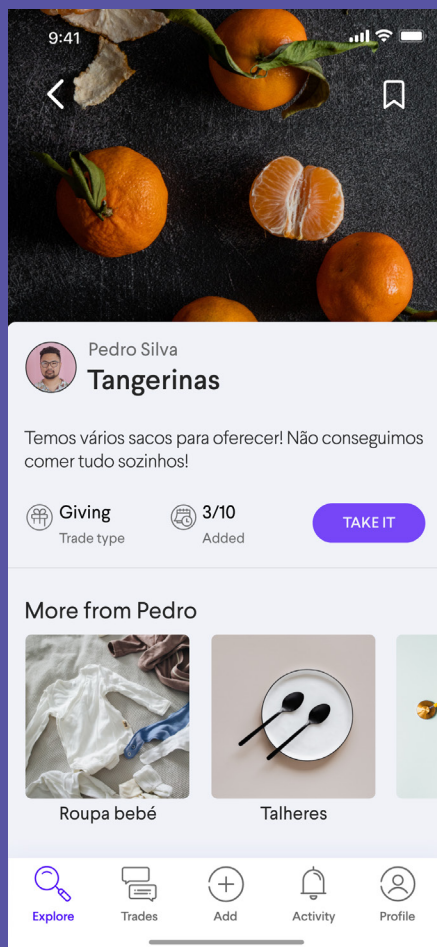 9:41
Pedro Silva
Tangerinas
Temos vários sacos para oferecer! Não conseguimos
comer tudo sozinhos!
Giving
Trade type
3/10
Added
TAKE IT
More from Pedro
Roupa bebé
Talheres
Explore
Trades
Add
Activity
Profile